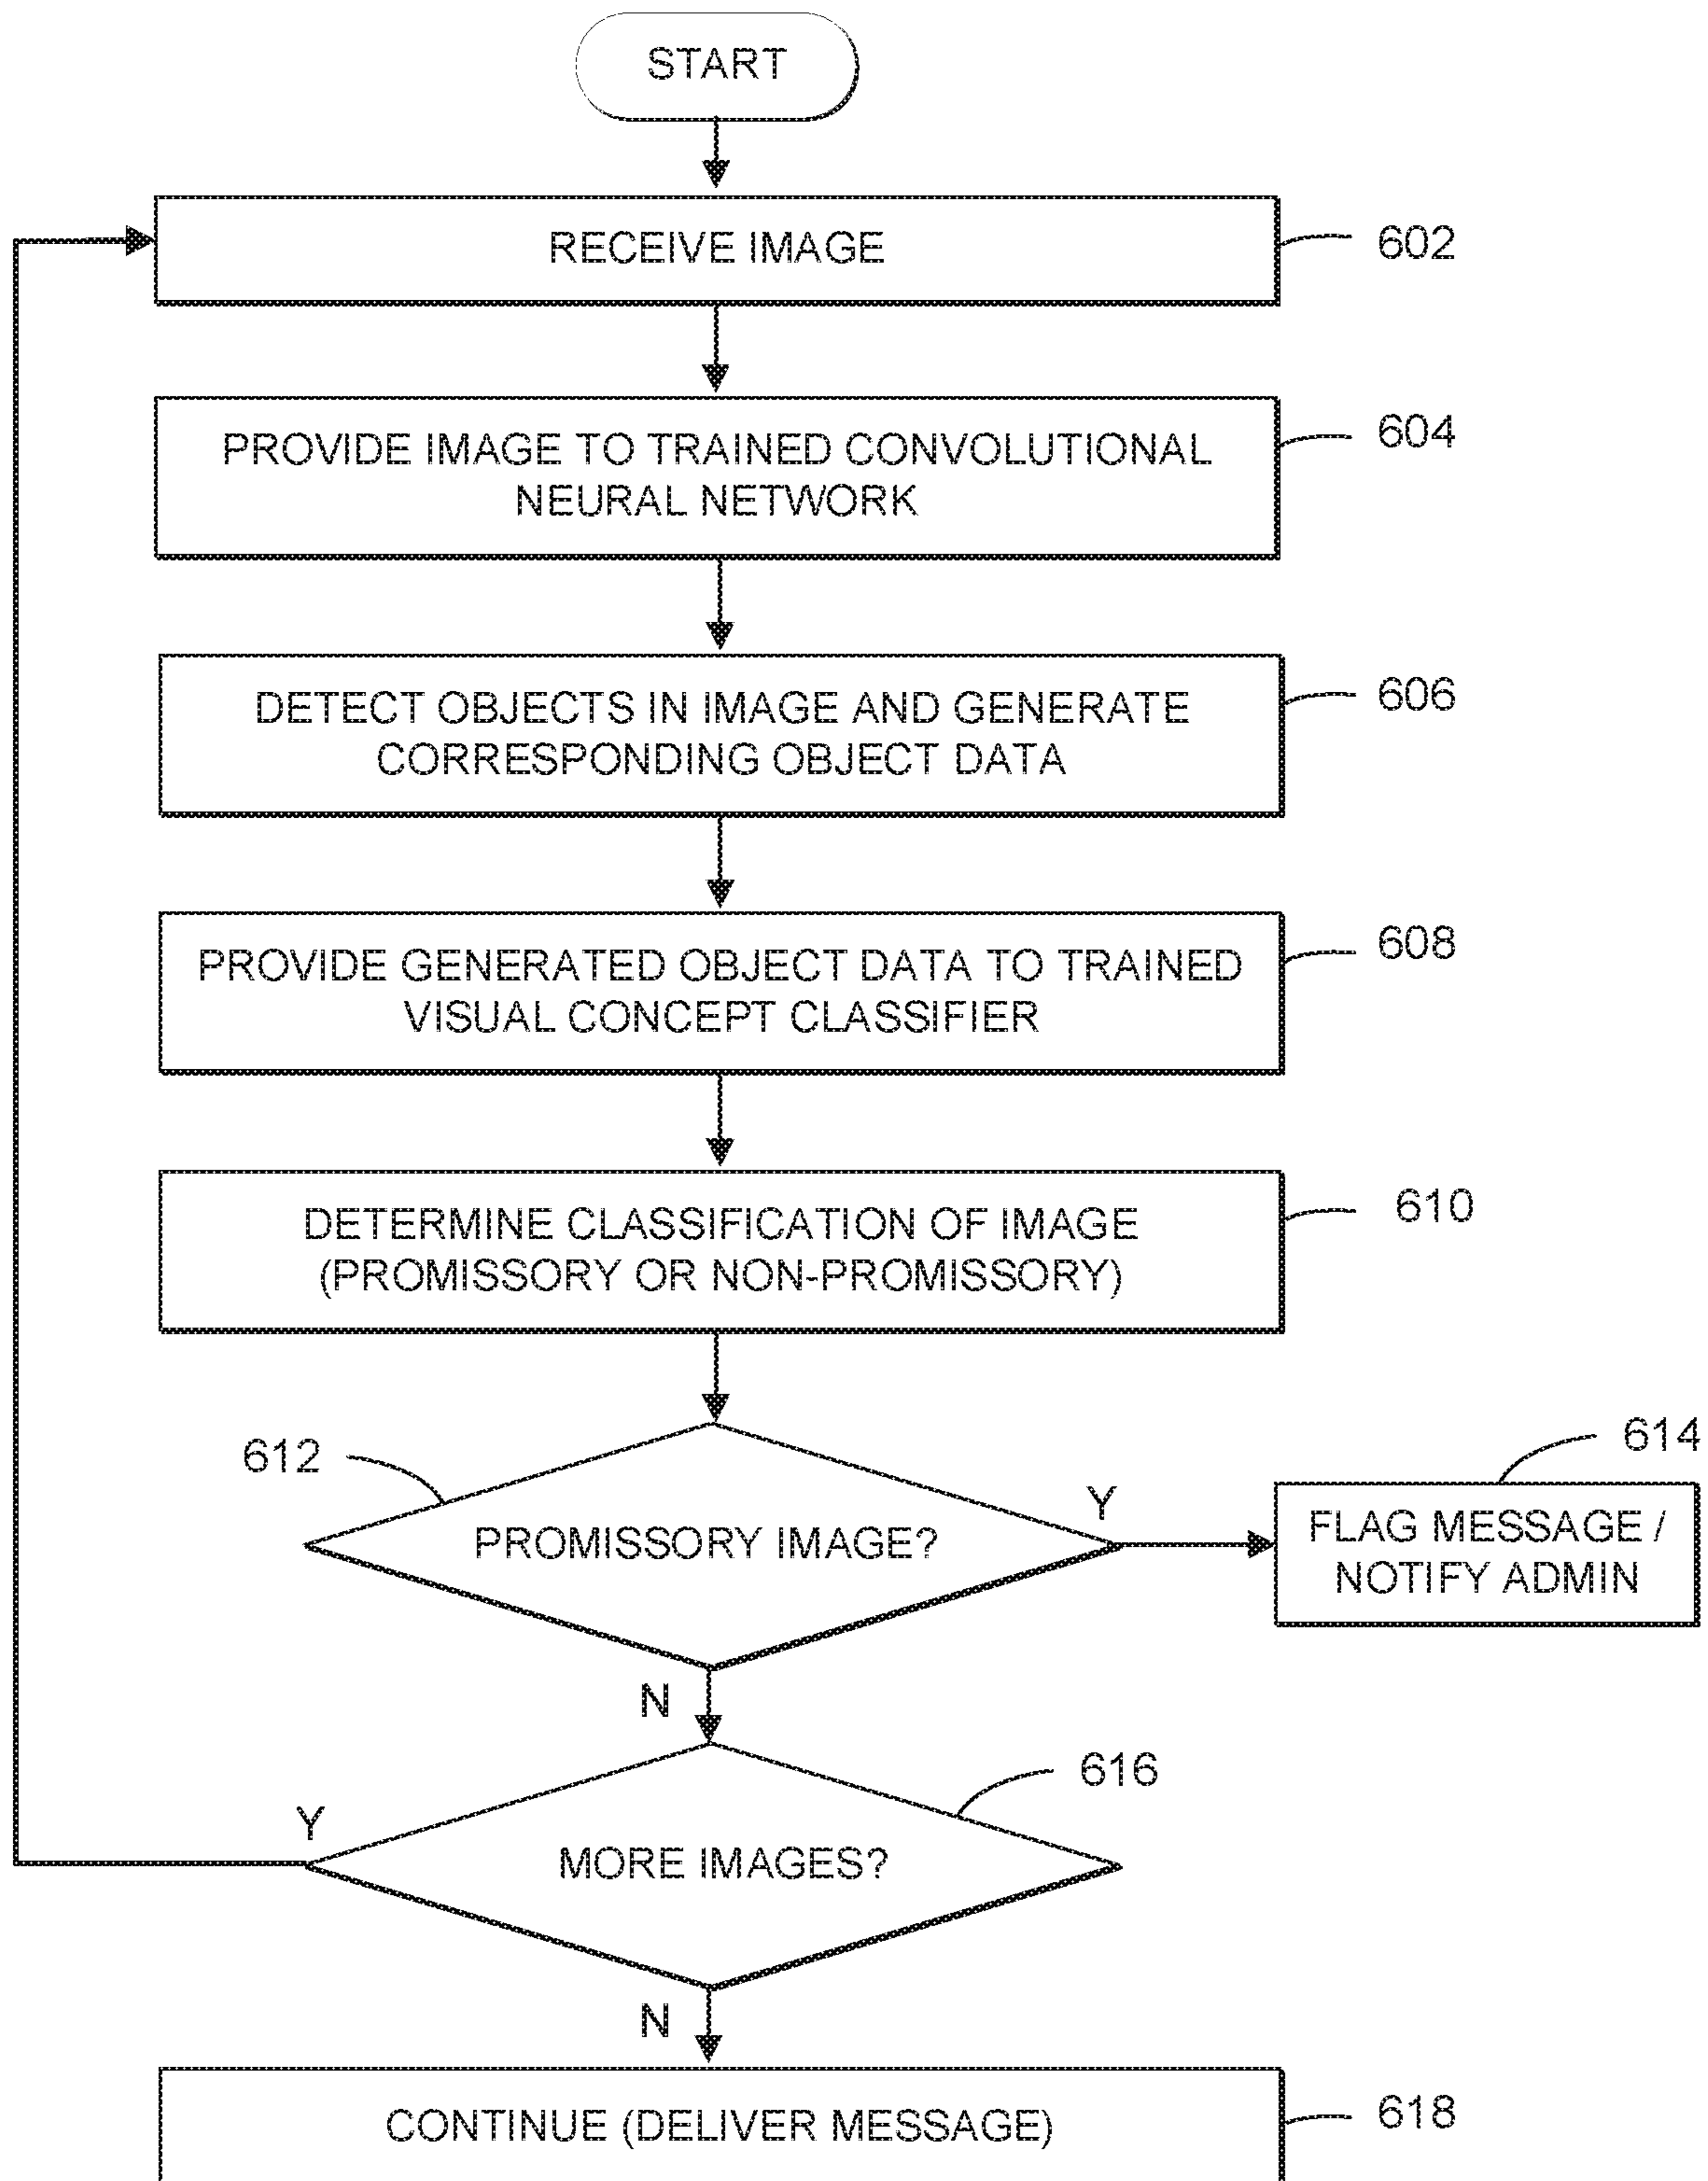 START
RECEIVE IMAGE
602
PROVIDE IMAGE TO TRAINED CONVOLUTIONAL
NEURAL NETWORK
604
DETECT OBJECTS IN IMAGE AND GENERATE
CORRESPONDING OBJECT DATA
606
PROVIDE GENERATED OBJECT DATA TO TRAINED
VISUAL CONCEPT CLASSIFIER
608
DETERMINE CLASSIFICATION OF IMAGE
(PROMISSORY OR NON-PROMISSORY)
610
612
PROMISSORY IMAGE?
Y
614
FLAG MESSAGE /
NOTIFY ADMIN
N
616
Y
MORE IMAGES?
N
CONTINUE (DELIVER MESSAGE)
618